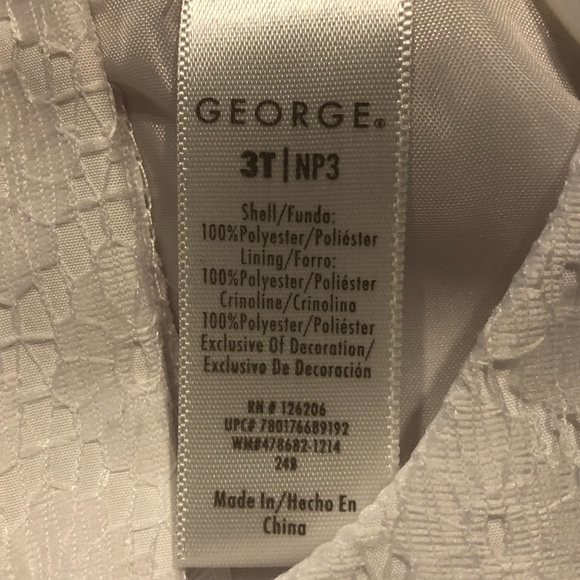 GEORGE®
3T | NP3
Shell/Funda:
100%Polyester/Poliéster
Lining/Forro:
100%Polyester/Poliéster
Crinoline/Crinolina
100%Polyester/Poliéster
Exclusive Of Decoration/
Exclusivo De Decoración
RN # 126206
UPC# 780176689192
WM#478682-1214
248
Made In/Hecho En
China